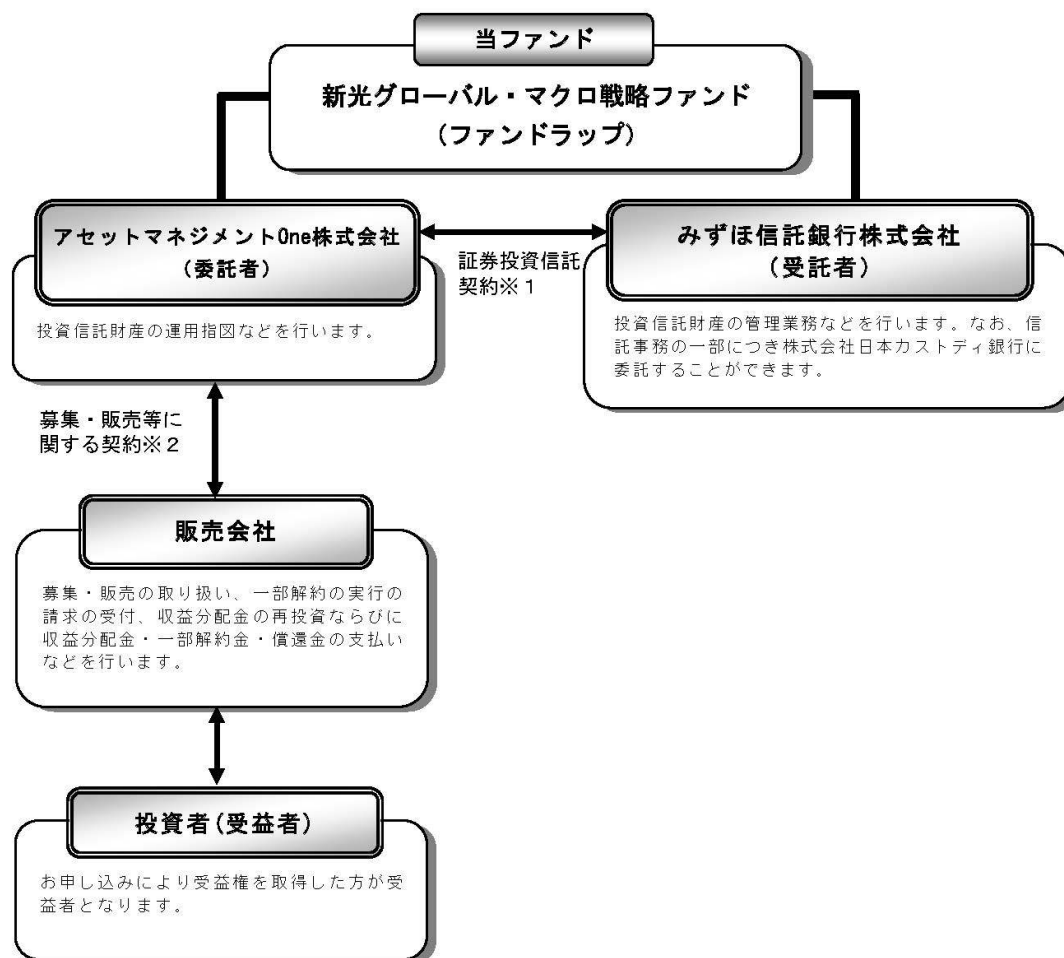 当ファンド
新光グローバル・マクロ戦略ファンド
(ファンドラップ)
アセットマネジメントOne株式会社
(委託者)
投資信託財産の運用指図などを行います。
証券投資信託
契約※1
みずほ信託銀行株式会社
(受託者)
投資信託財産の管理業務などを行います。なお、信
託事務の一部につき株式会社日本カストディ銀行に
委託することができます。
募集・販売等に
関する契約※2
販売会社
募集・販売の取り扱い、一部解約の実行の
請求の受付、収益分配金の再投資ならびに
収益分配金・一部解約金・償還金の支払い
などを行います。
投資者(受益者)
お申し込みにより受益権を取得した方が受
益者となります。